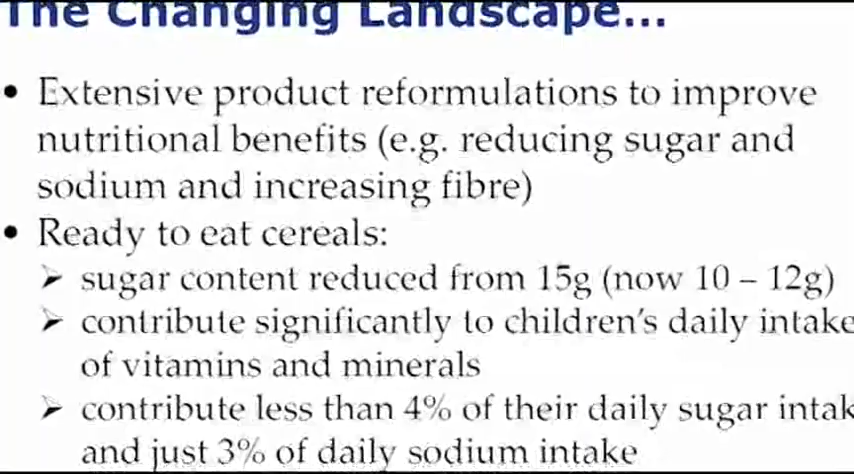 The Changing Landscape...
• Extensive product reformulations to improve
nutritional benefits (e.g. reducing sugar and
sodium and increasing fibre)
• Ready to eat cereals:
➢ sugar content reduced from 15g (now 10 – 12g)
➢ contribute significantly to children's daily intake
of vitamins and minerals
➢ contribute less than 4% of their daily sugar intak
and just 3% of daily sodium intake